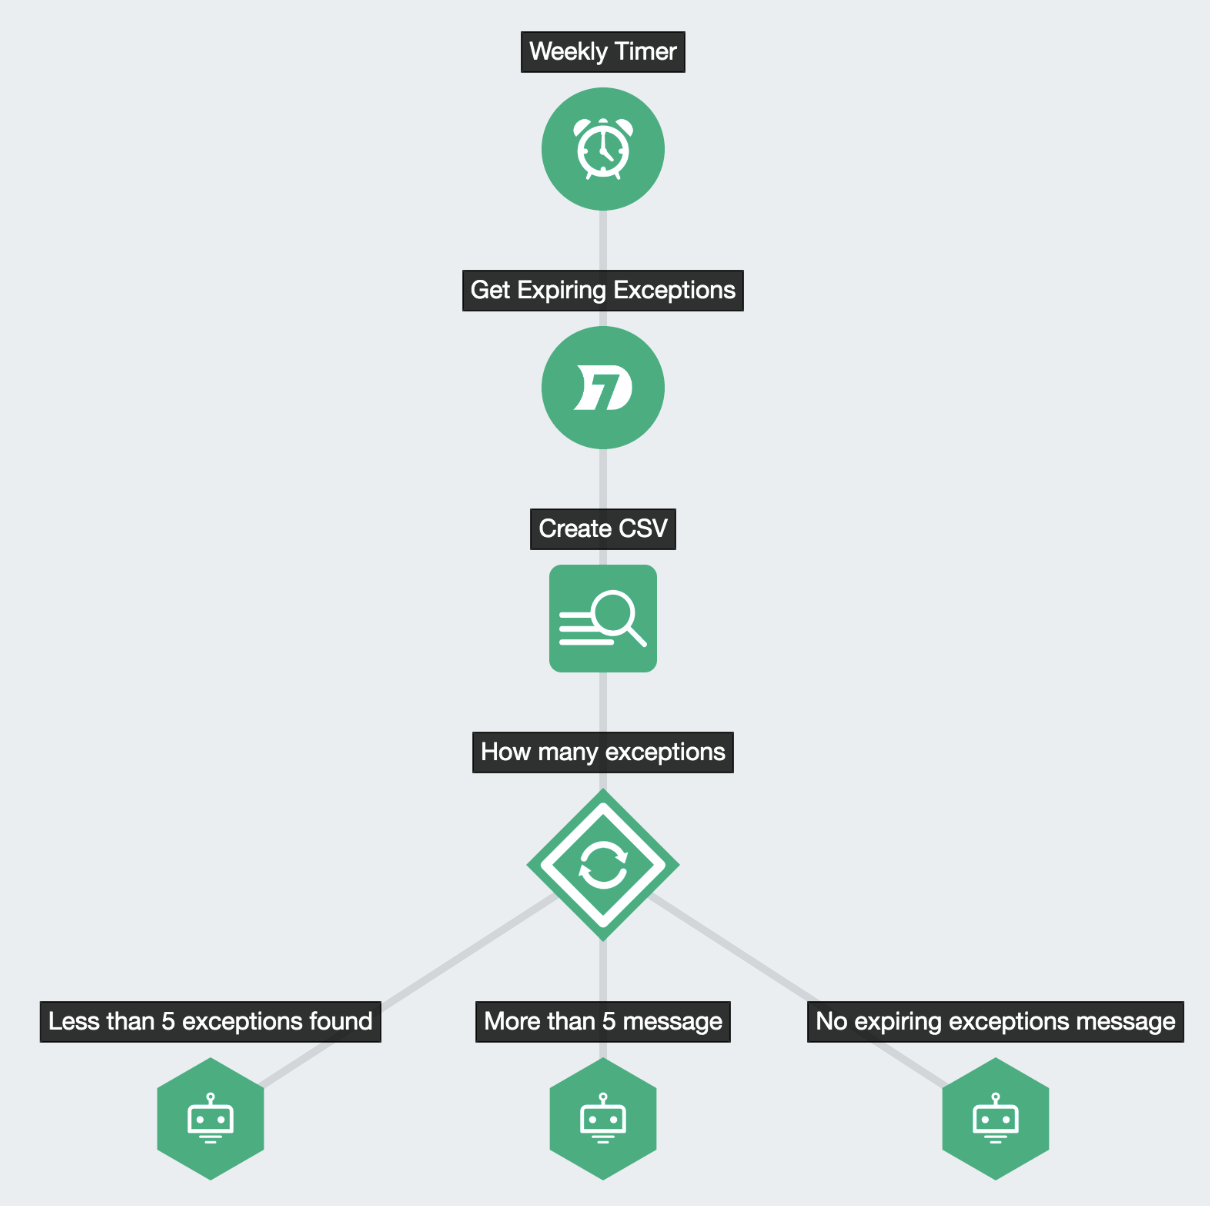 Weekly Timer
Get Expiring Exceptions
Create CSV
How many exceptions
Less than 5 exceptions found
More than 5 message
No expiring exceptions message